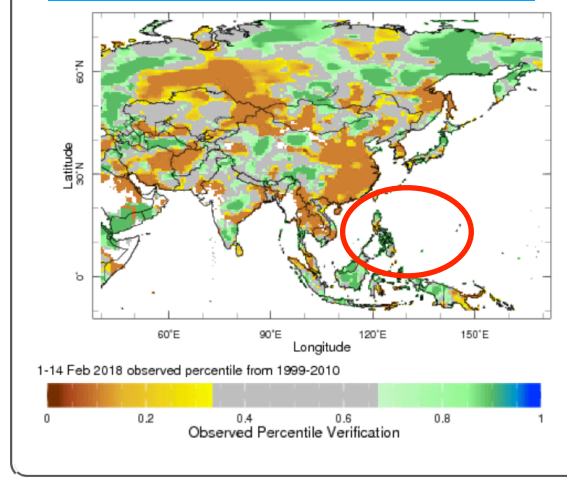 60°N
30°N
0°
Latitude
60°E 90°E 120°E 150°E
Longitude
1-14 Feb 2018 observed percentile from 1999-2010
0 0.2 0.4 0.6 0.8 1
Observed Percentile Verification